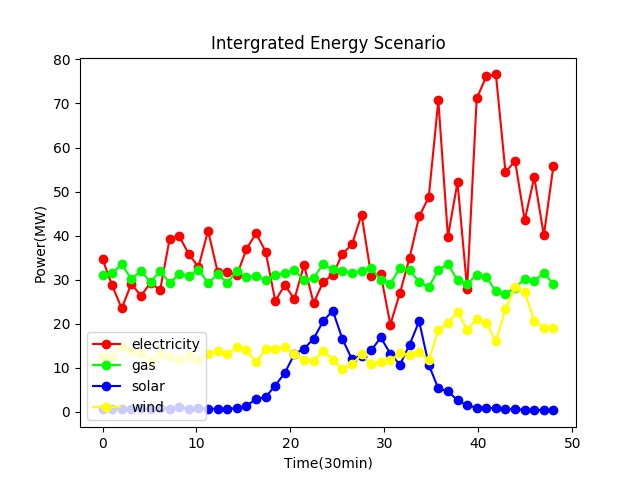 Intergrated Energy Scenario
Power(MW)
80
70
60
50
40
30
20
10
0
electricity
gas
solar
wind
0 10 20 30 40 50
Time(30min)